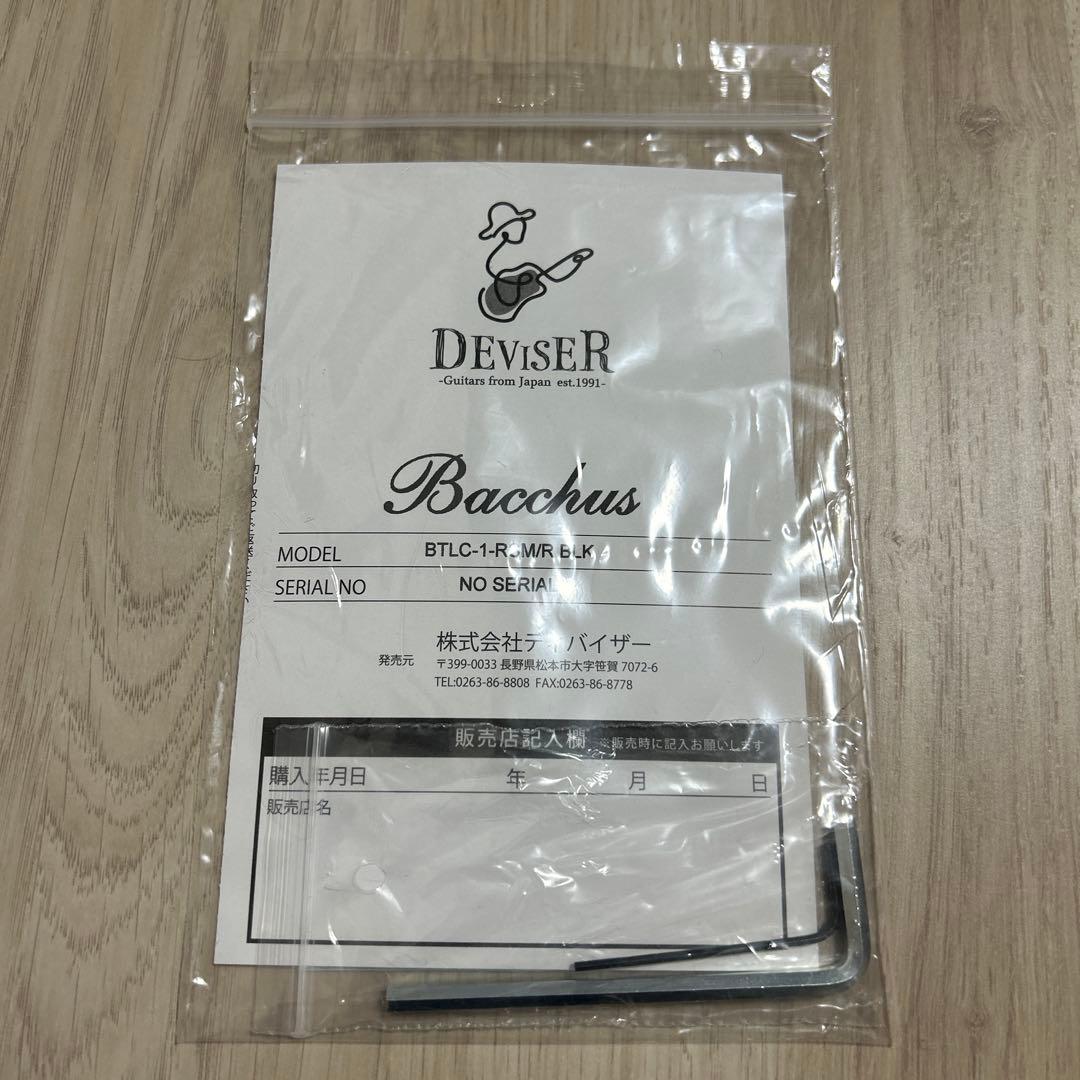 DEVISER
-Guitars from Japan est.1991-
Bacchus
MODEL BTLC-1-RSM/R BLK
SERIAL NO NO SERIAL
株式会社ディバイザー
発売元 〒399-0033 長野県松本市大字笹賀 7072-6
TEL:0263-86-8808 FAX:0263-86-8778
販売店記入欄 ※販売時に記入お願いします
購入年月日 年 月 日
販売店名